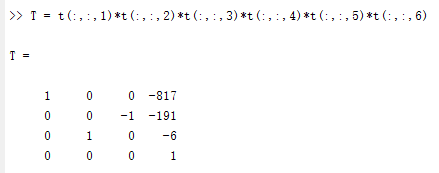 >> T = t(:,:,1)*t(:,:,2)*t(:,:,3)*t(:,:,4)*t(:,:,5)*t(:,:,6)
T =
1 0 0 -817
0 0 -1 -191
0 1 0 -6
0 0 0 1